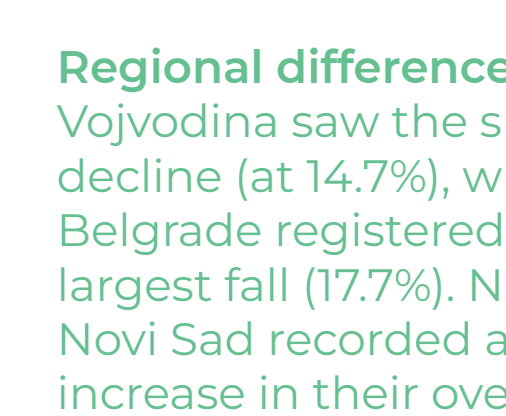 Regional difference
Vojvodina saw the s
decline (at 14.7%), w
Belgrade registered
largest fall (17.7%). N
Novi Sad recorded a
increase in their ove